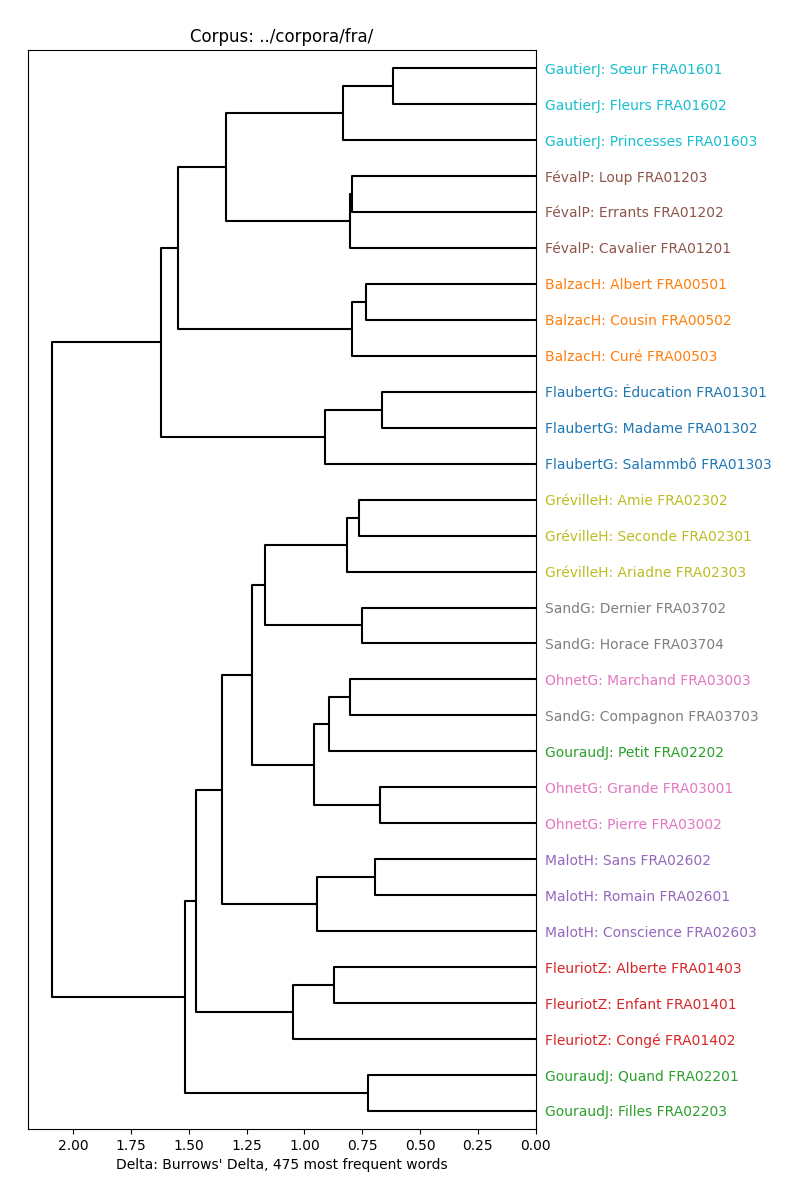 Corpus: ../corpora/fra/
GautierJ: Sœur FRA01601
GautierJ: Fleurs FRA01602
GautierJ: Princesses FRA01603
FévalP: Loup FRA01203
FévalP: Errants FRA01202
FévalP: Cavalier FRA01201
BalzacH: Albert FRA00501
BalzacH: Cousin FRA00502
BalzacH: Curé FRA00503
FlaubertG: Éducation FRA01301
FlaubertG: Madame FRA01302
FlaubertG: Salammbô FRA01303
GrévilleH: Amie FRA02302
GrévilleH: Seconde FRA02301
GrévilleH: Ariadne FRA02303
SandG: Dernier FRA03702
SandG: Horace FRA03704
OhnetG: Marchand FRA03003
SandG: Compagnon FRA03703
GouraudJ: Petit FRA02202
OhnetG: Grande FRA03001
OhnetG: Pierre FRA03002
MalotH: Sans FRA02602
MalotH: Romain FRA02601
MalotH: Conscience FRA02603
FleuriotZ: Alberte FRA01403
FleuriotZ: Enfant FRA01401
FleuriotZ: Congé FRA01402
GouraudJ: Quand FRA02201
GouraudJ: Filles FRA02203
2.00 1.75 1.50 1.25 1.00 0.75 0.50 0.25 0.00
Delta: Burrows' Delta, 475 most frequent words